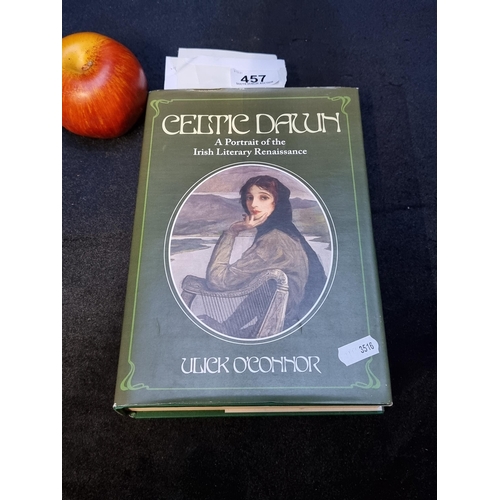 457
CELTIC DAWN
A Portrait of the
Irish Literary Renaissance
ULICK O'CONNOR
3516